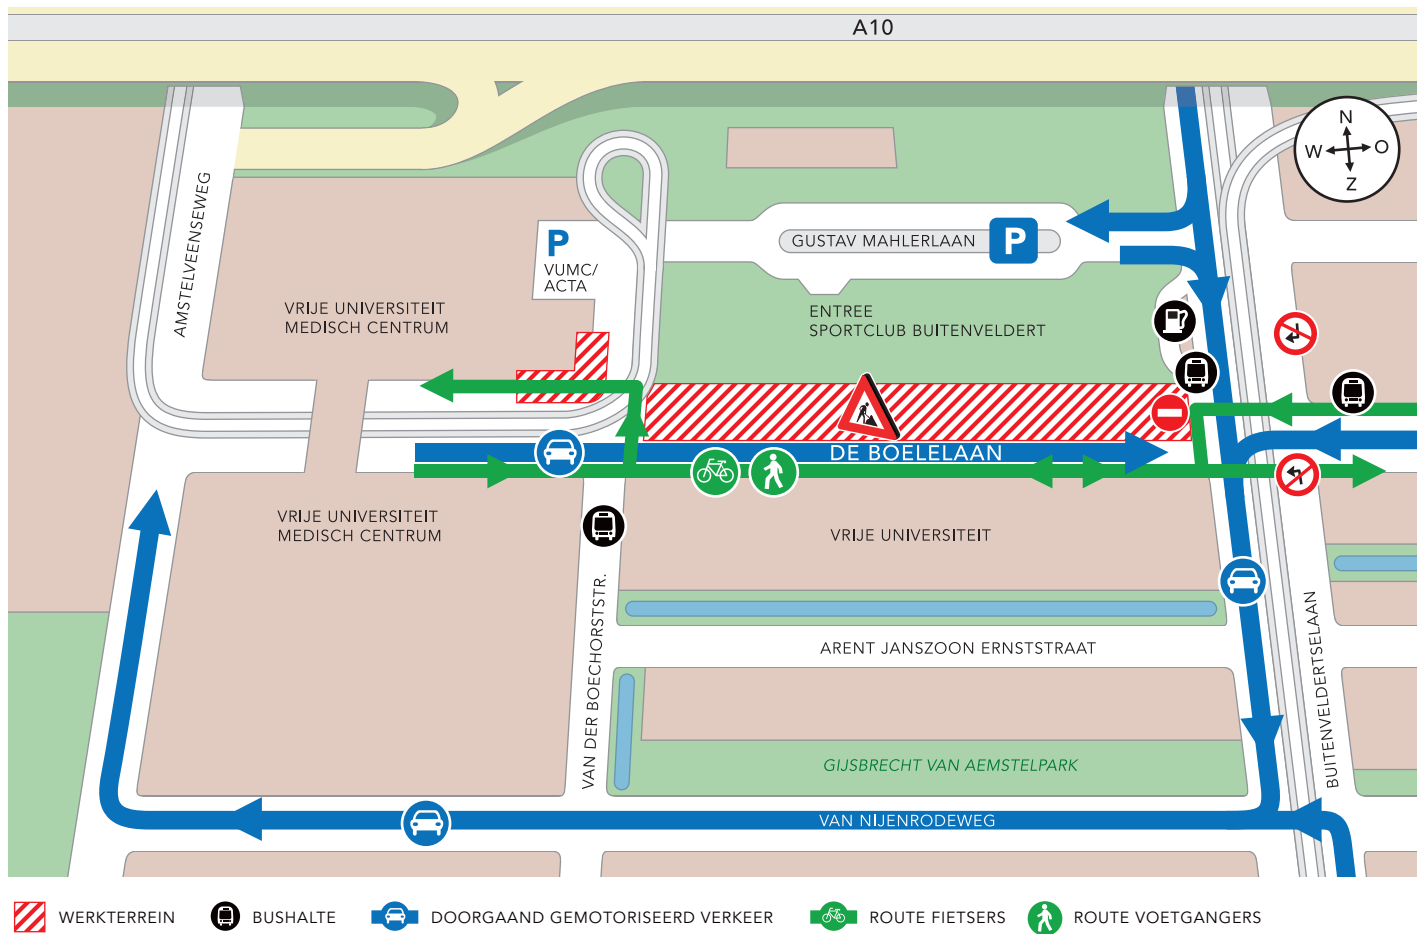 A10
N
W
O
Z
AMSTELVEENSEWEG
P
VUMC/
ACTA
GUSTAV MAHLERLAAN
P
VRIJE UNIVERSITEIT
MEDISCH CENTRUM
ENTREE
SPORTCLUB BUITENVELDERT
DE BOELELAAN
VRIJE UNIVERSITEIT
MEDISCH CENTRUM
VRIJE UNIVERSITEIT
VAN DER BOECHORSTSTR.
ARENT JANSZOON ERNSTSTRAAT
BUITENVELDERTSELAAN
GIJSBRECHT VAN AEMSTELPARK
VAN NIJENRODEWEG
WERKTERREIN
BUSHALTE
DOORGAAND GEMOTORISEERD VERKEER
ROUTE FIETSERS
ROUTE VOETGANGERS